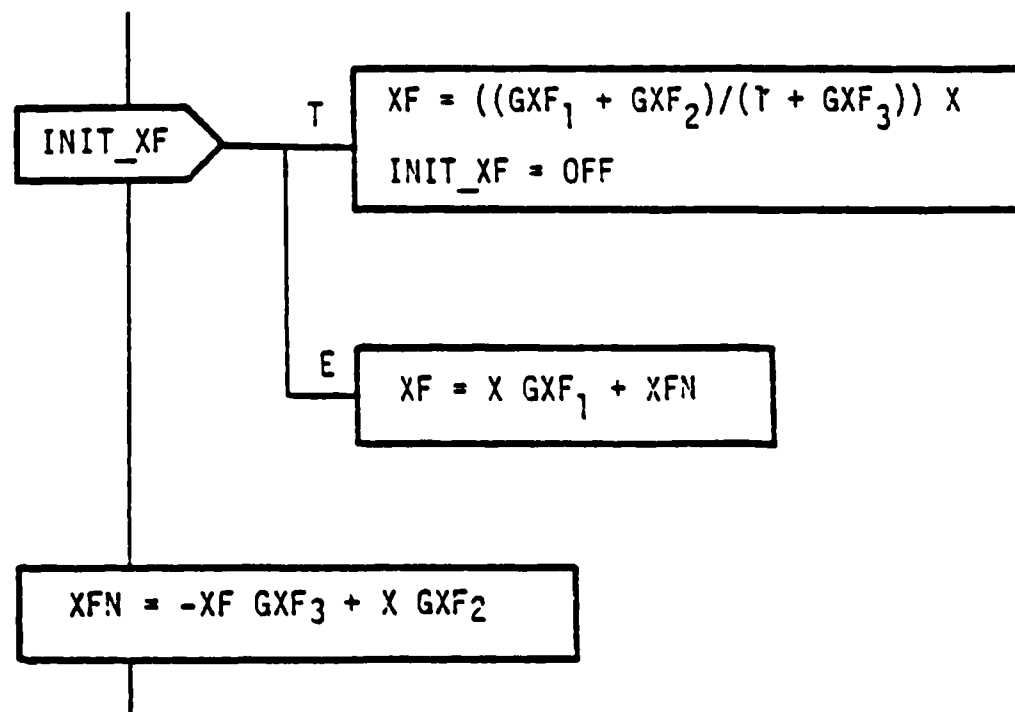 INIT_XF
T
XF = ((GXF₁ + GXF₂)/(1 + GXF₃)) X
INIT_XF = OFF
E
XF = X GXF₁ + XFN
XFN = -XF GXF₃ + X GXF₂